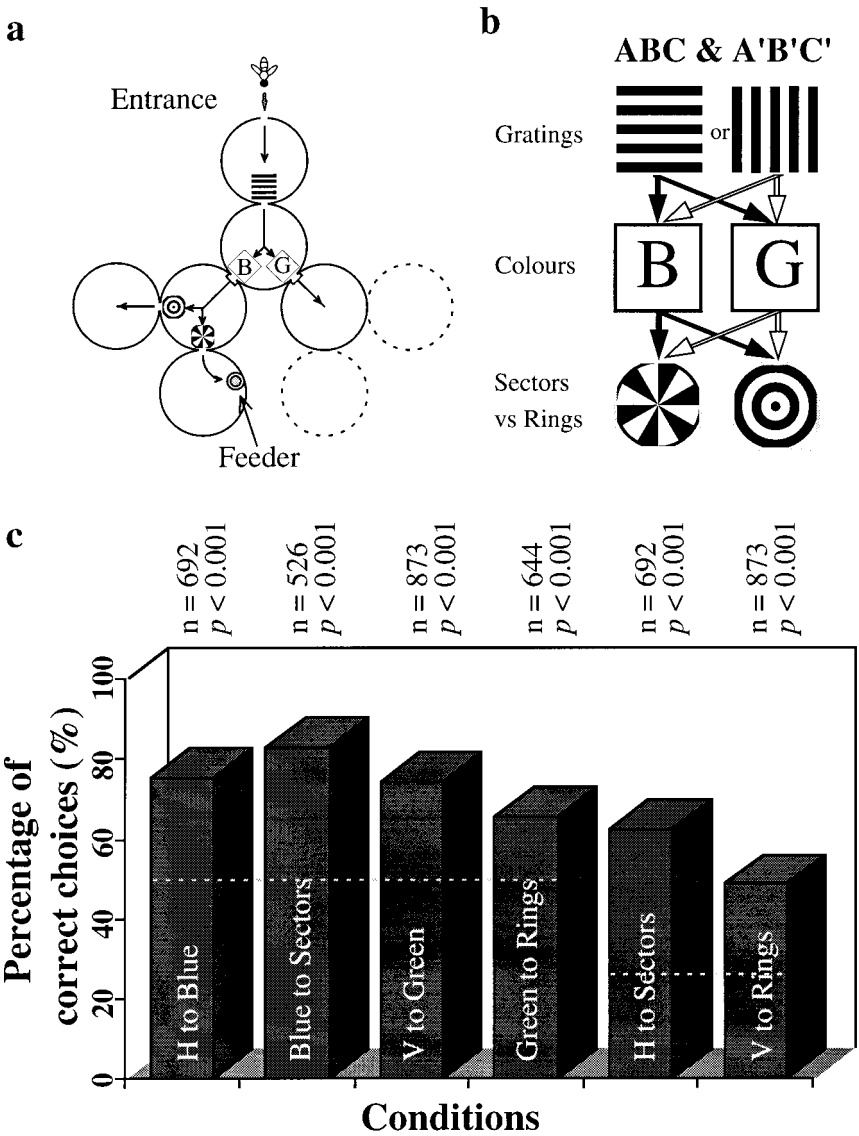 a
Entrance
B G
Feeder
b
ABC & A'B'C'
Gratings
or
Colours
B G
Sectors
vs Rings
c
n = 692
p < 0.001
n = 526
p < 0.001
n = 873
p < 0.001
n = 644
p < 0.001
n = 692
p < 0.001
n = 873
p < 0.001
Percentage of
correct choices (%)
100
80
60
40
20
0
H to Blue
Blue to Sectors
V to Green
Green to Rings
H to Sectors
V to Rings
Conditions